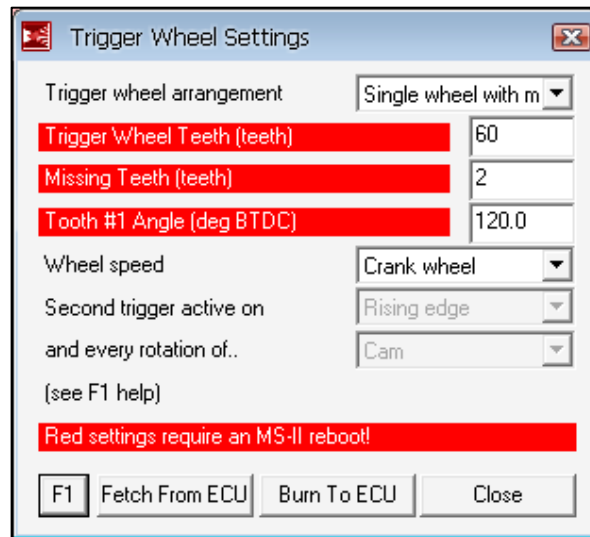 Trigger Wheel Settings
Trigger wheel arrangement Single wheel with m
Trigger Wheel Teeth (teeth) 60
Missing Teeth (teeth) 2
Tooth #1 Angle (deg BTDC) 120.0
Wheel speed Crank wheel
Second trigger active on Rising edge
and every rotation of.. Cam
(see F1 help)
Red settings require an MS-II reboot!
F1 Fetch From ECU Burn To ECU Close